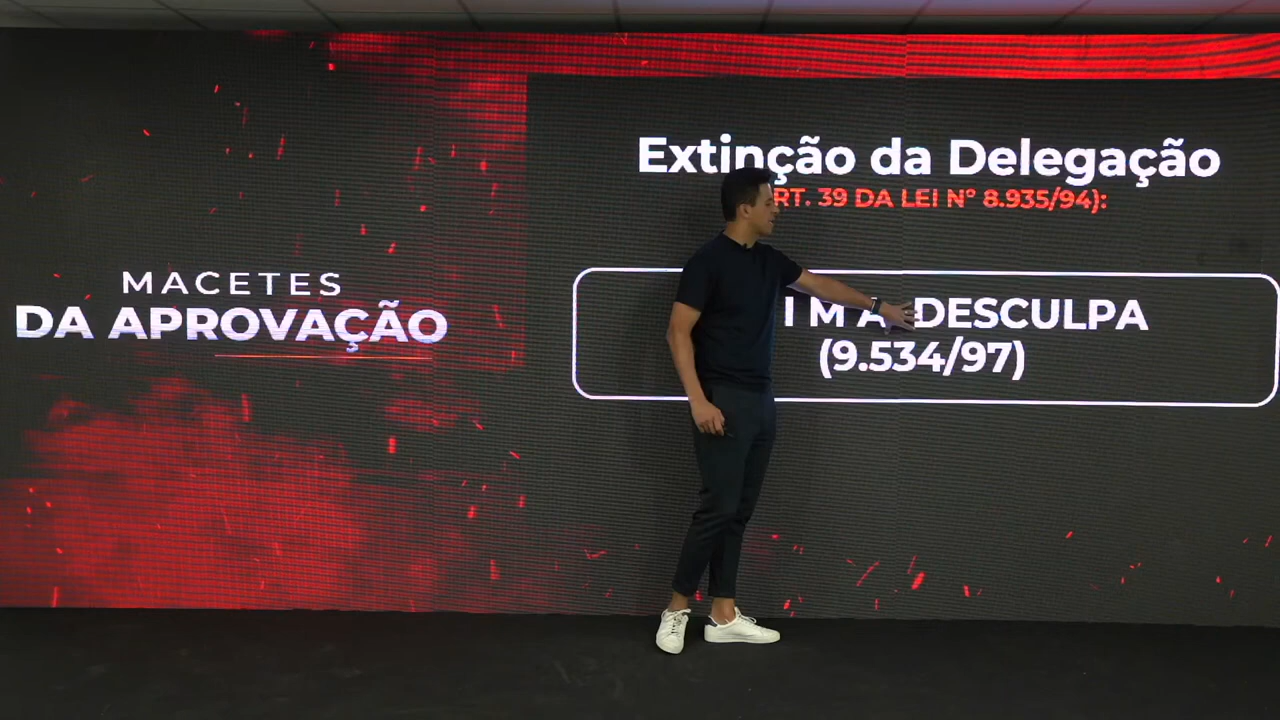 MACETES
DA APROVAÇÃO
Extinção da Delegação
RT. 39 DA LEI Nº 8.935/94):
I M A DESCULPA
(9.534/97)